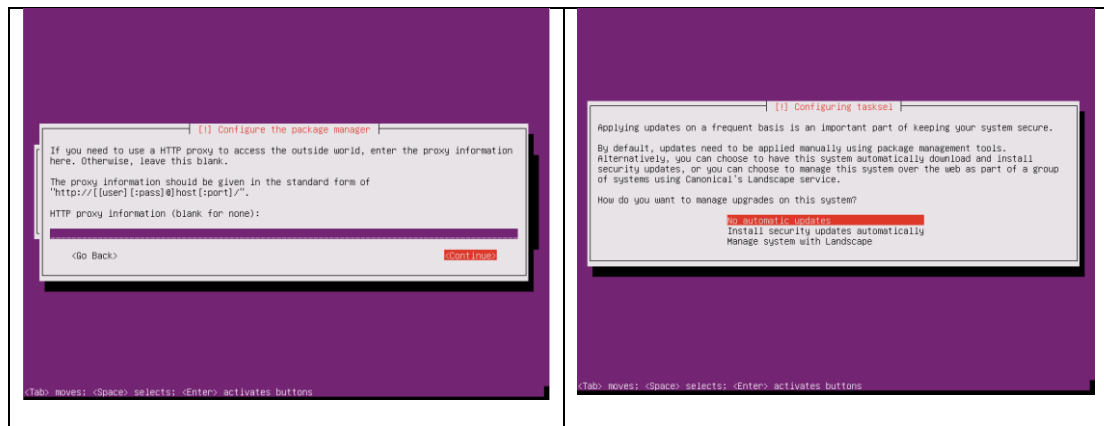 [!] Configure the package manager
If you need to use a HTTP proxy to access the outside world, enter the proxy information
here. Otherwise, leave this blank.
The proxy information should be given in the standard form of
"http://[[user][:pass]@]host[:port]/".
HTTP proxy information (blank for none):
<Go Back>
<Continue>
<Tab> moves; <Space> selects; <Enter> activates buttons
[!] Configuring tasksel
Applying updates on a frequent basis is an important part of keeping your system secure.
By default, updates need to be applied manually using package management tools.
Alternatively, you can choose to have this system automatically download and install
security updates, or you can choose to manage this system over the web as part of a group
of systems using Canonical's Landscape service.
How do you want to manage upgrades on this system?
No automatic updates
Install security updates automatically
Manage system with Landscape
<Tab> moves; <Space> selects; <Enter> activates buttons